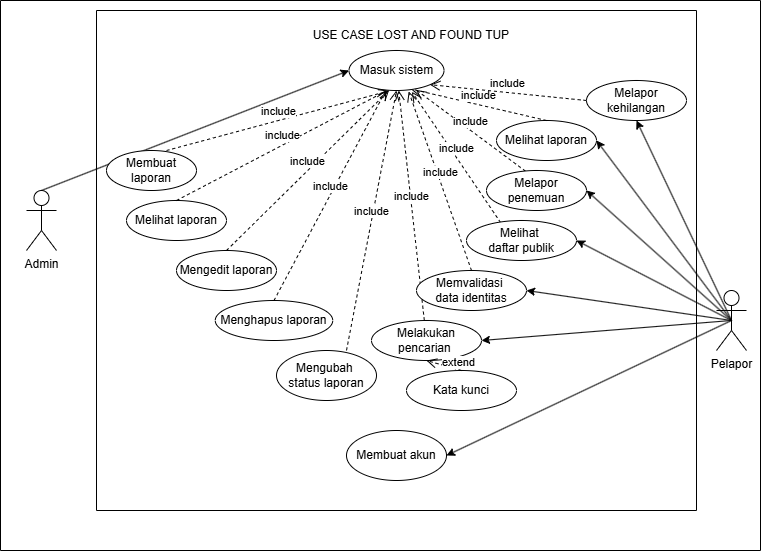 USE CASE LOST AND FOUND TUP
Masuk sistem
include
Melapor
kehilangan
include
include
include
Melihat laporan
include
include
Membuat
laporan
include
include
Melapor
penemuan
include
include
include
Melihat laporan
Melihat
daftar publik
Admin
Mengedit laporan
Memvalidasi
data identitas
Menghapus laporan
Melakukan
pencarian
extend
Pelapor
Mengubah
status laporan
Kata kunci
Membuat akun